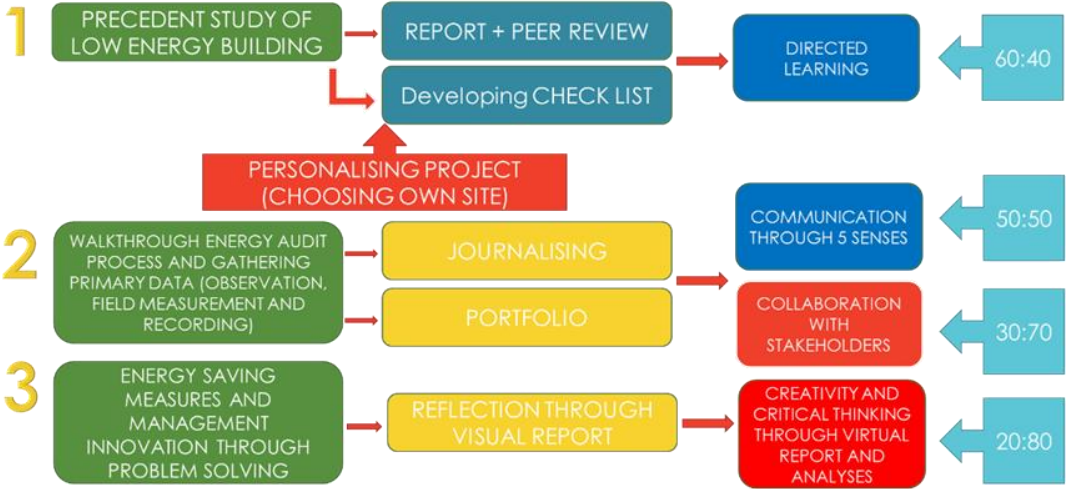 1
PRECEDENT STUDY OF
LOW ENERGY BUILDING
REPORT + PEER REVIEW
Developing CHECK LIST
DIRECTED
LEARNING
60:40
PERSONALISING PROJECT
(CHOOSING OWN SITE)
2
WALKTHROUGH ENERGY AUDIT
PROCESS AND GATHERING
PRIMARY DATA (OBSERVATION,
FIELD MEASUREMENT AND
RECORDING)
JOURNALISING
PORTFOLIO
COMMUNICATION
THROUGH 5 SENSES
50:50
COLLABORATION
WITH
STAKEHOLDERS
30:70
3
ENERGY SAVING
MEASURES AND
MANAGEMENT
INNOVATION THROUGH
PROBLEM SOLVING
REFLECTION THROUGH
VISUAL REPORT
CREATIVITY AND
CRITICAL THINKING
THROUGH VIRTUAL
REPORT AND
ANALYSES
20:80